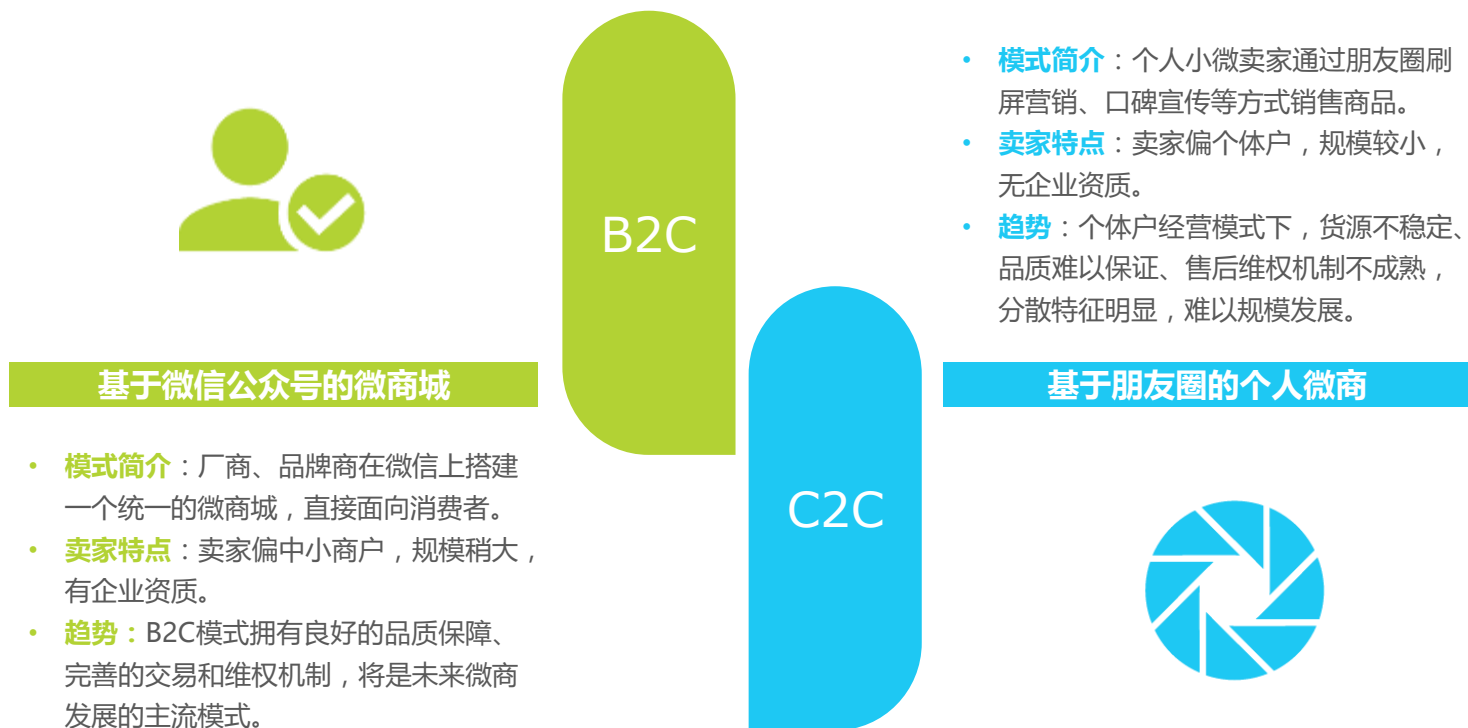 B2C
基于微信公众号的微商城
• 模式简介：厂商、品牌商在微信上搭建
一个统一的微商城，直接面向消费者。
• 卖家特点：卖家偏中小商户，规模稍大，
有企业资质。
• 趋势：B2C模式拥有良好的品质保障、
完善的交易和维权机制，将是未来微商
发展的主流模式。
C2C
• 模式简介：个人小微卖家通过朋友圈刷
屏营销、口碑宣传等方式销售商品。
• 卖家特点：卖家偏个体户，规模较小，
无企业资质。
• 趋势：个体户经营模式下，货源不稳定、
品质难以保证、售后维权机制不成熟，
分散特征明显，难以规模发展。
基于朋友圈的个人微商